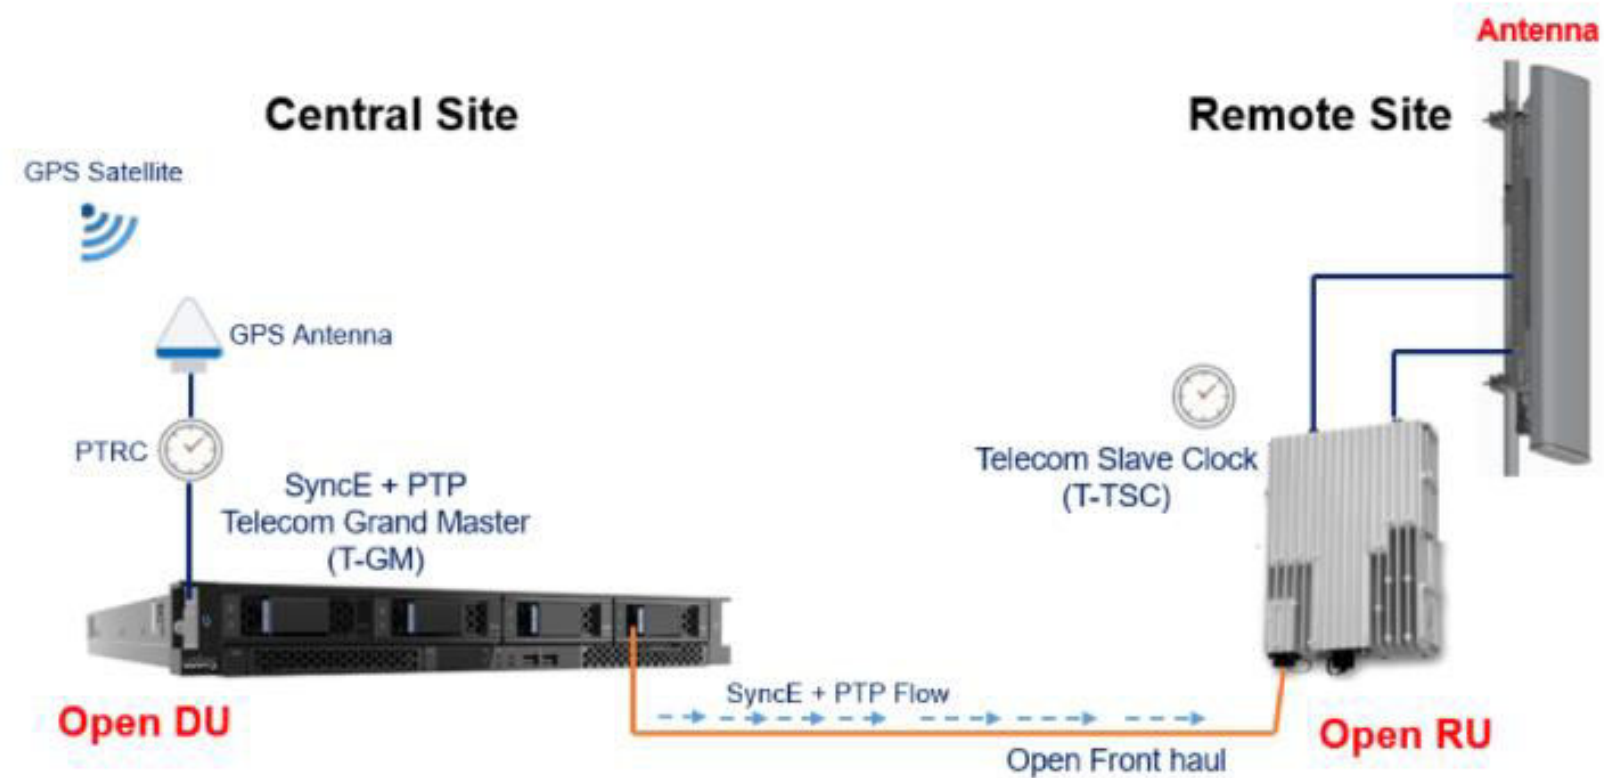 Antenna
Central Site
Remote Site
GPS Satellite
GPS Antenna
PTRC
SyncE + PTP
Telecom Grand Master
(T-GM)
Telecom Slave Clock
(T-TSC)
SyncE + PTP Flow
Open DU
Open RU
Open Front haul